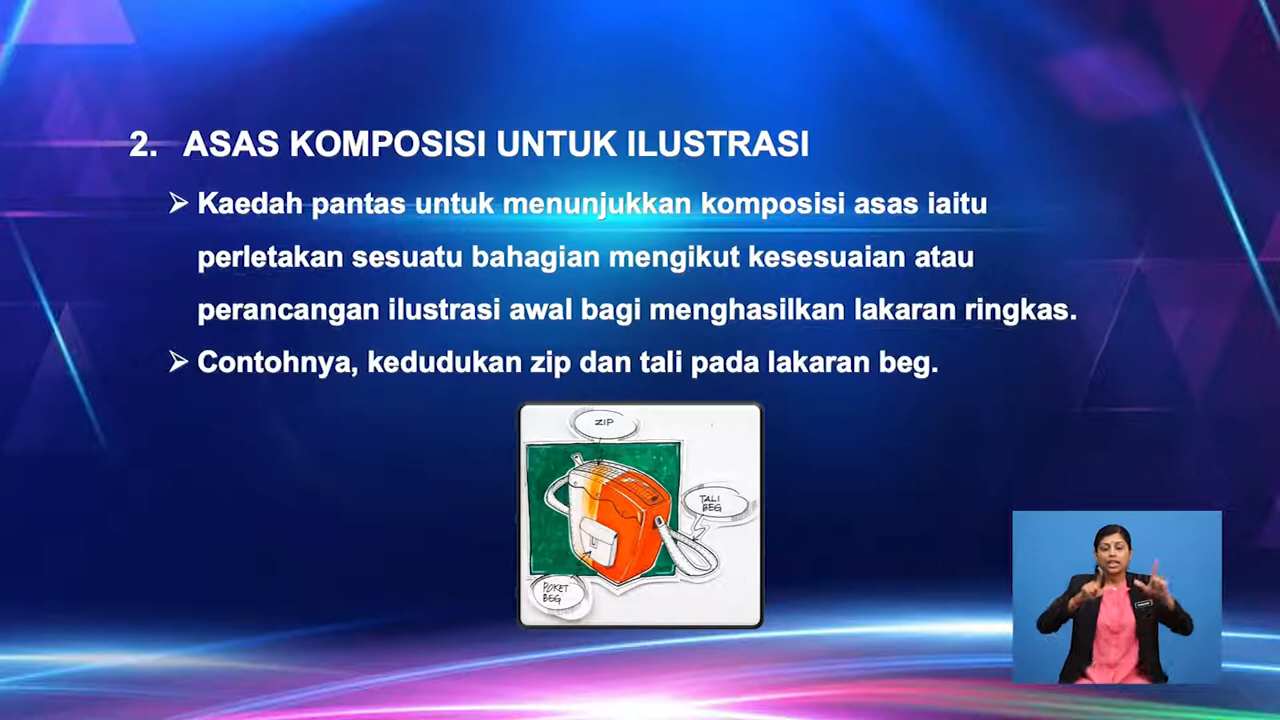 2. ASAS KOMPOSISI UNTUK ILUSTRASI
➢ Kaedah pantas untuk menunjukkan komposisi asas iaitu
perletakan sesuatu bahagian mengikut kesesuaian atau
perancangan ilustrasi awal bagi menghasilkan lakaran ringkas.
➢ Contohnya, kedudukan zip dan tali pada lakaran beg.
ZIP
TALI
BEG
POKET
BEG